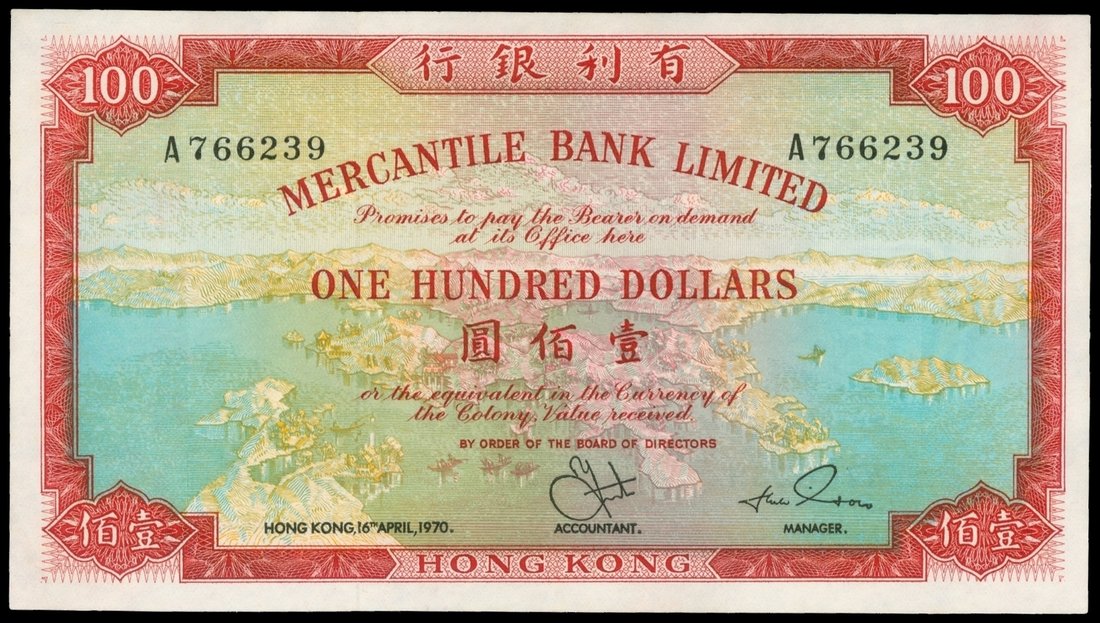 有利銀行
100
100
A766239
A766239
MERCANTILE BANK LIMITED
Promises to pay the Bearer on demand
at its Office here
ONE HUNDRED DOLLARS
壹佰圓
or the equivalent in the Currency of
the Colony, Value received.
BY ORDER OF THE BOARD OF DIRECTORS
HONG KONG, 16TH APRIL, 1970.
ACCOUNTANT.
MANAGER.
壹佰
HONG KONG
壹佰